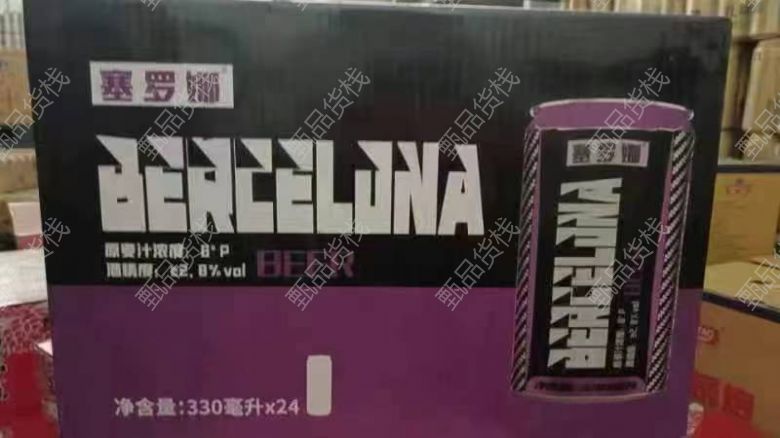 塞罗娜
BERCELUNA
原麦汁浓度：8°P
酒精度：≥2.8%vol
BEER
净含量：330毫升x24
塞罗娜
BERCELUNA
甄品货栈